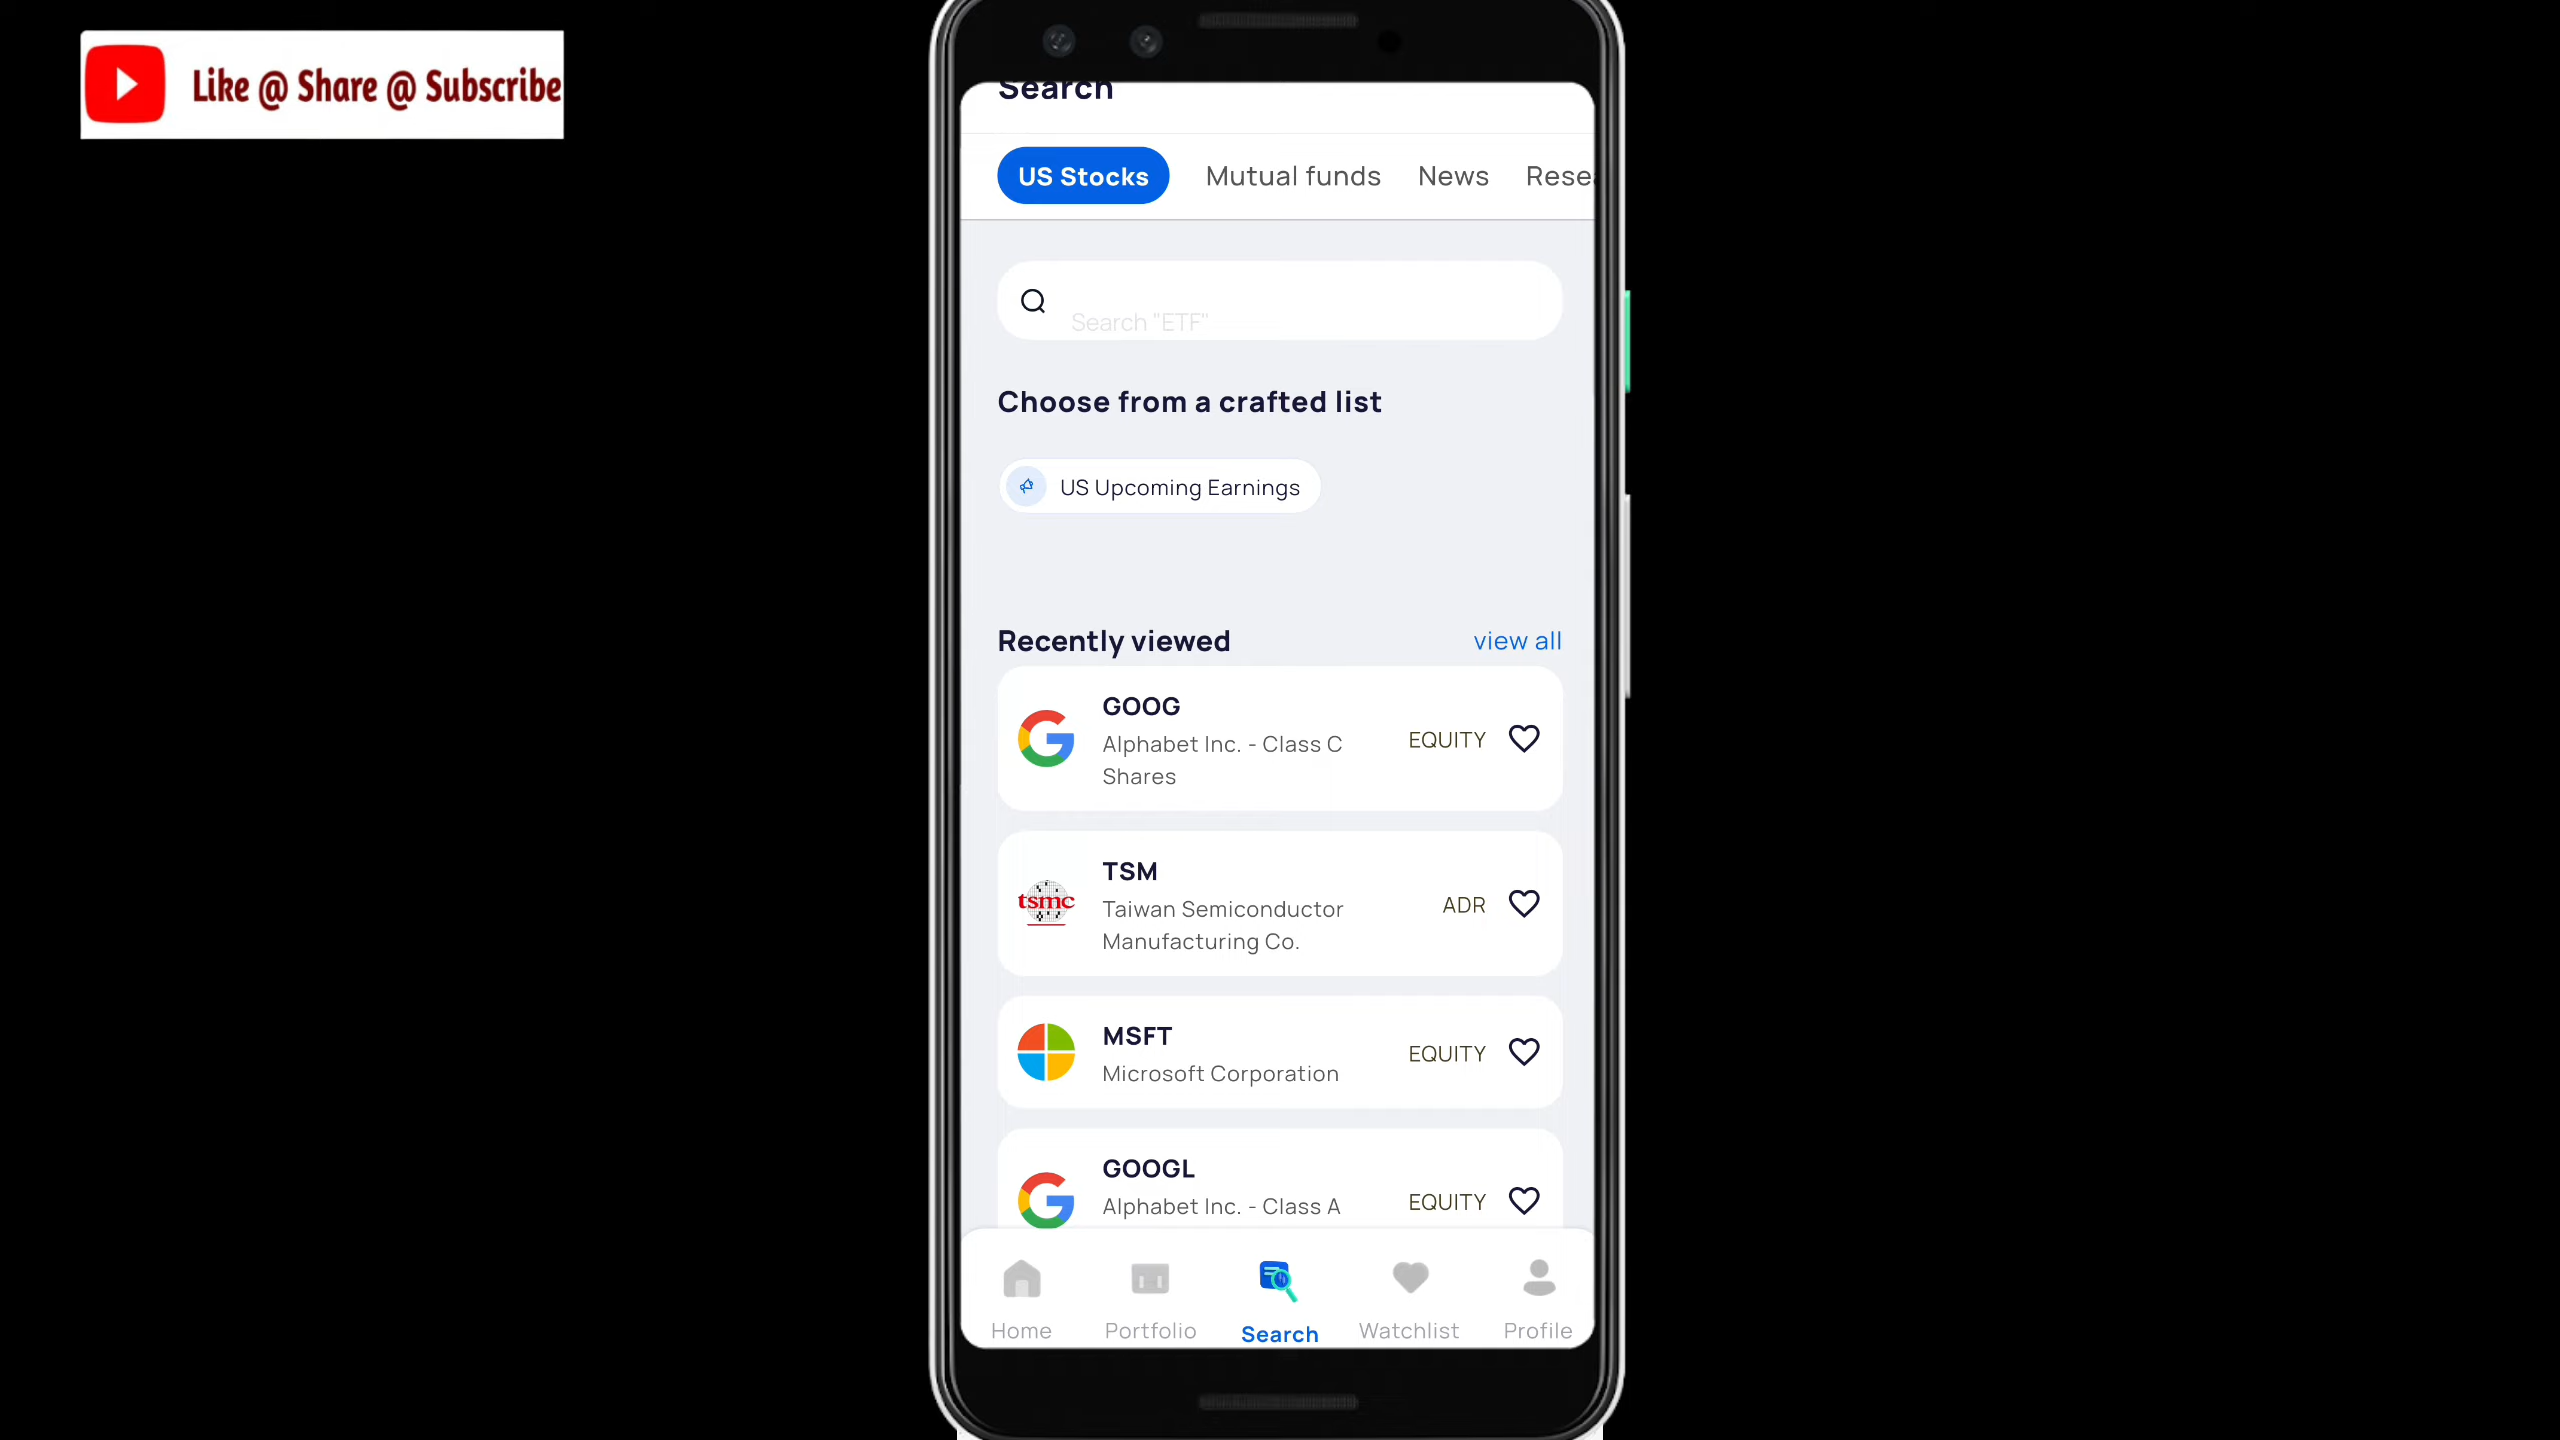 Like @ Share @ Subscribe
Search
US Stocks
Mutual funds
News
Rese
Search "ETF"
Choose from a crafted list
US Upcoming Earnings
Recently viewed
view all
GOOG
Alphabet Inc. - Class C
Shares
EQUITY
tsmc
TSM
Taiwan Semiconductor
Manufacturing Co.
ADR
MSFT
Microsoft Corporation
EQUITY
GOOGL
Alphabet Inc. - Class A
EQUITY
Home
Portfolio
Search
Watchlist
Profile